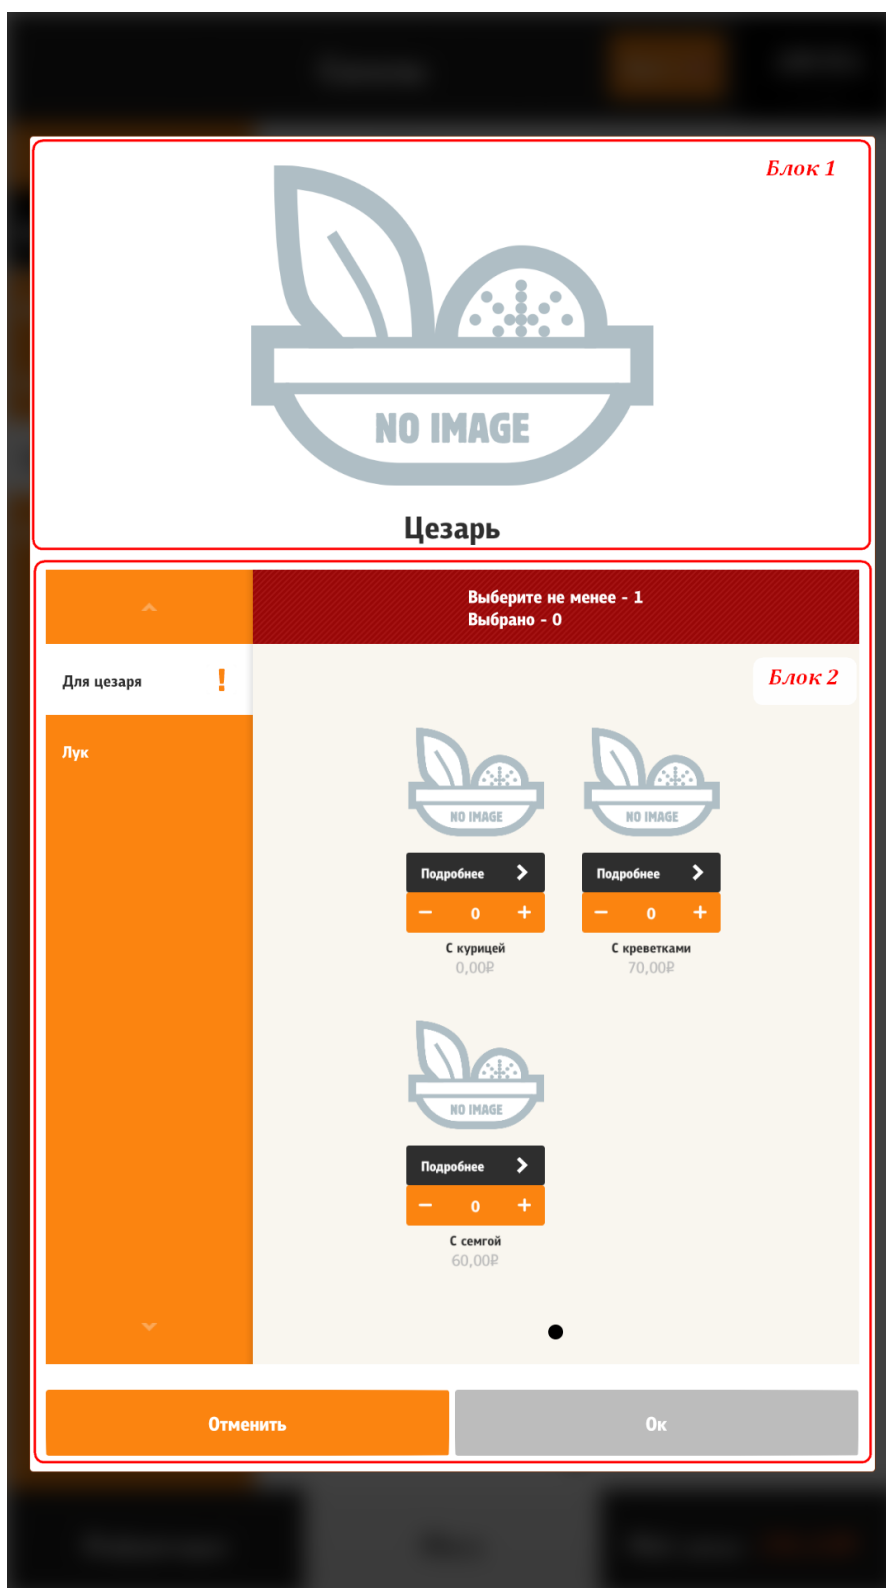 Блок 1
NO IMAGE
Цезарь
Выберите не менее - 1
Выбрано - 0
Для цезаря !
Блок 2
Лук
NO IMAGE NO IMAGE
Подробнее Подробнее
− 0 + − 0 +
С курицей С креветками
0,00₽ 70,00₽
NO IMAGE
Подробнее
− 0 +
С семгой
60,00₽
Отменить Ок